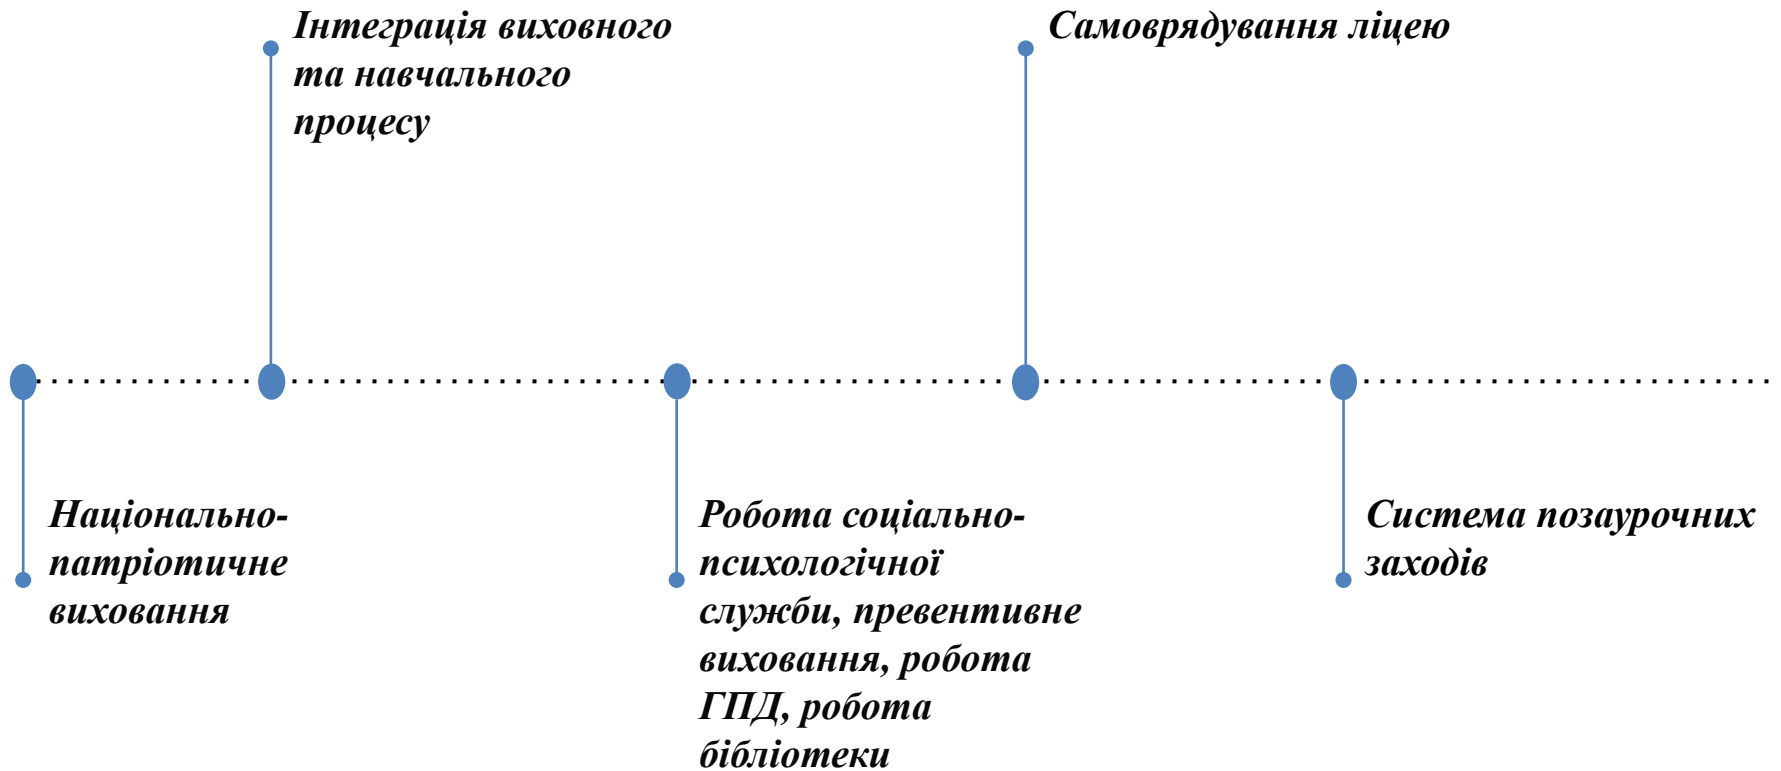 Інтеграція виховного
та навчального
процесу
Самоврядування ліцею
Національно-
патріотичне
виховання
Робота соціально-
психологічної
служби, превентивне
виховання, робота
ГПД, робота
бібліотеки
Система позаурочних
заходів